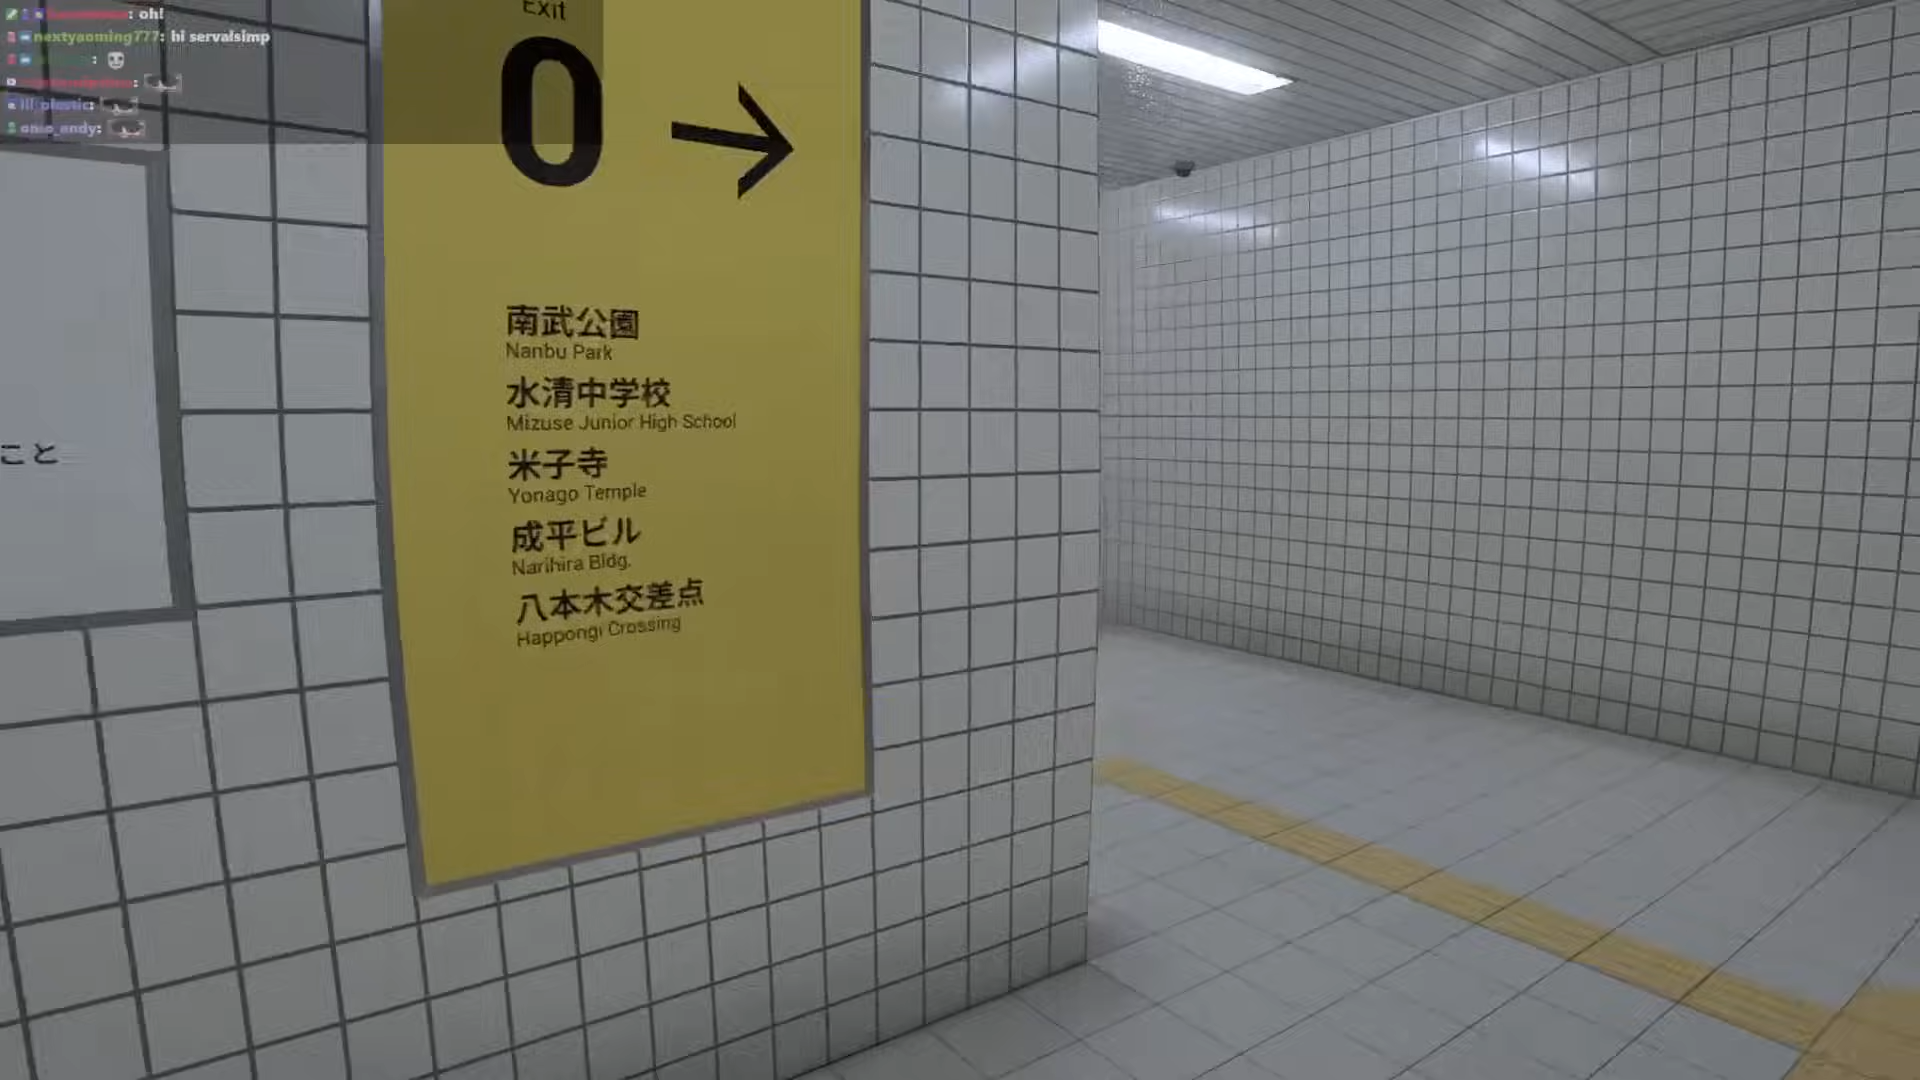 : oh!
nextyaoming777: hi servalsimp
lil_plastic:
Exit
0
南武公園
Nanbu Park
水清中学校
Mizuse Junior High School
米子寺
Yonago Temple
成平ビル
Narihira Bldg.
八本木交差点
Happongi Crossing
こと